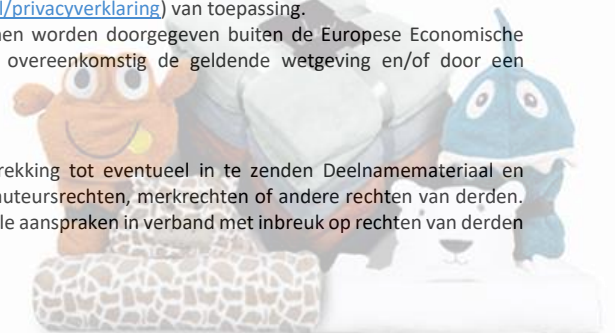 l/privacyverklaring) van toepassing.
nen worden doorgegeven buiten de Europese Economische
overeenkomstig de geldende wetgeving en/of door een
rekking tot eventueel in te zenden Deelnamemateriaal en
auteursrechten, merkrechten of andere rechten van derden.
lle aanspraken in verband met inbreuk op rechten van derden